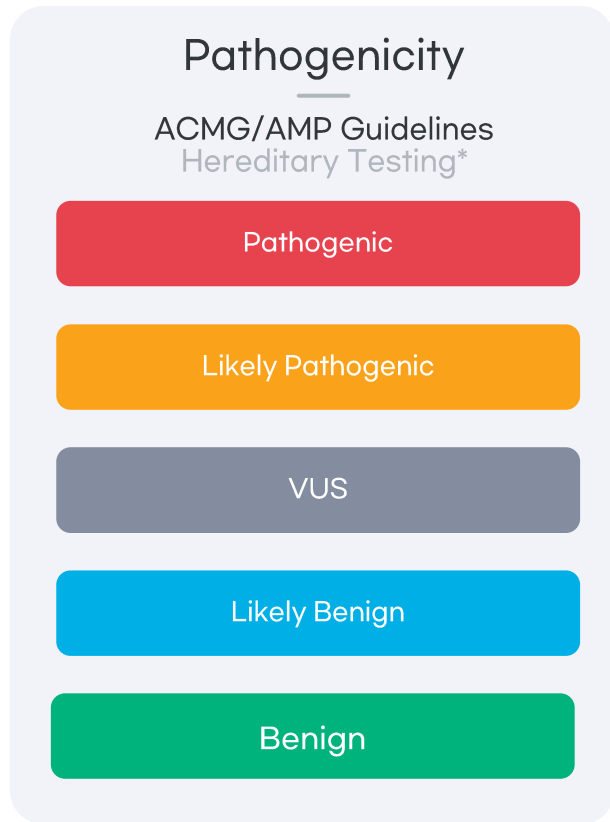 Pathogenicity
ACMG/AMP Guidelines
Hereditary Testing*
Pathogenic
Likely Pathogenic
VUS
Likely Benign
Benign